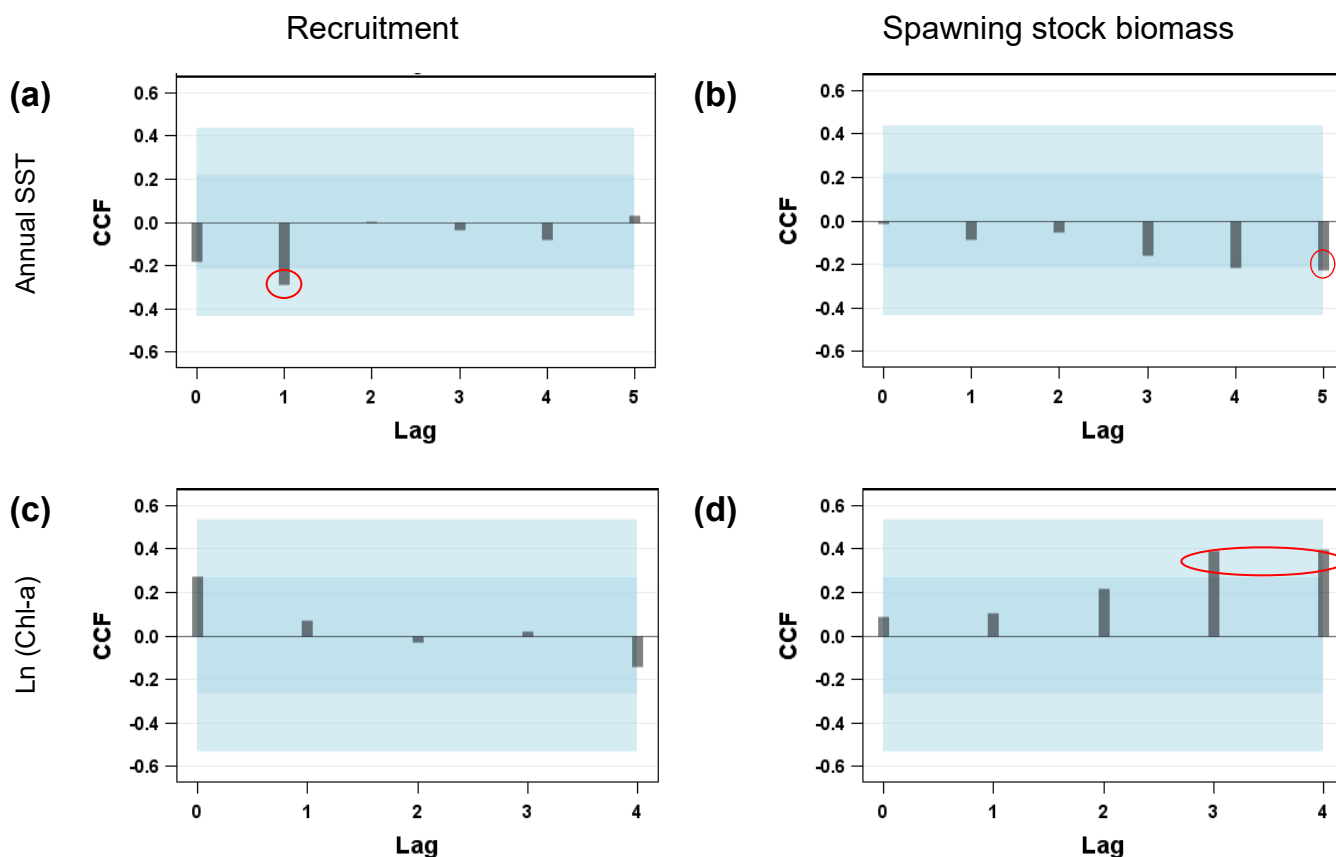 Recruitment
Spawning stock biomass
(a)
Annual SST
CCF
0.6
0.4
0.2
0.0
-0.2
-0.4
-0.6
0 1 2 3 4 5
Lag
(b)
CCF
0.6
0.4
0.2
0.0
-0.2
-0.4
-0.6
0 1 2 3 4 5
Lag
(c)
Ln (Chl-a)
CCF
0.6
0.4
0.2
0.0
-0.2
-0.4
-0.6
0 1 2 3 4
Lag
(d)
CCF
0.6
0.4
0.2
0.0
-0.2
-0.4
-0.6
0 1 2 3 4
Lag